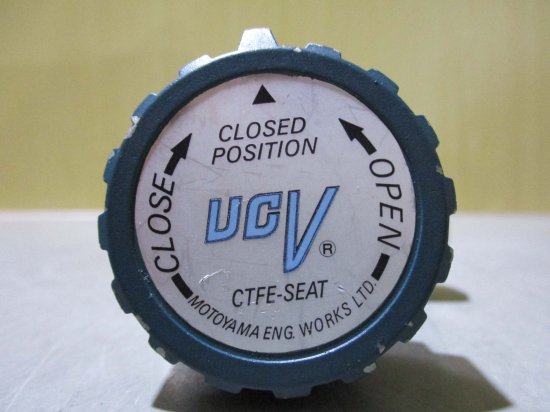 CLOSED
POSITION
CLOSE
OPEN
UCV®
CTFE-SEAT
MOTOYAMA ENG. WORKS LTD.